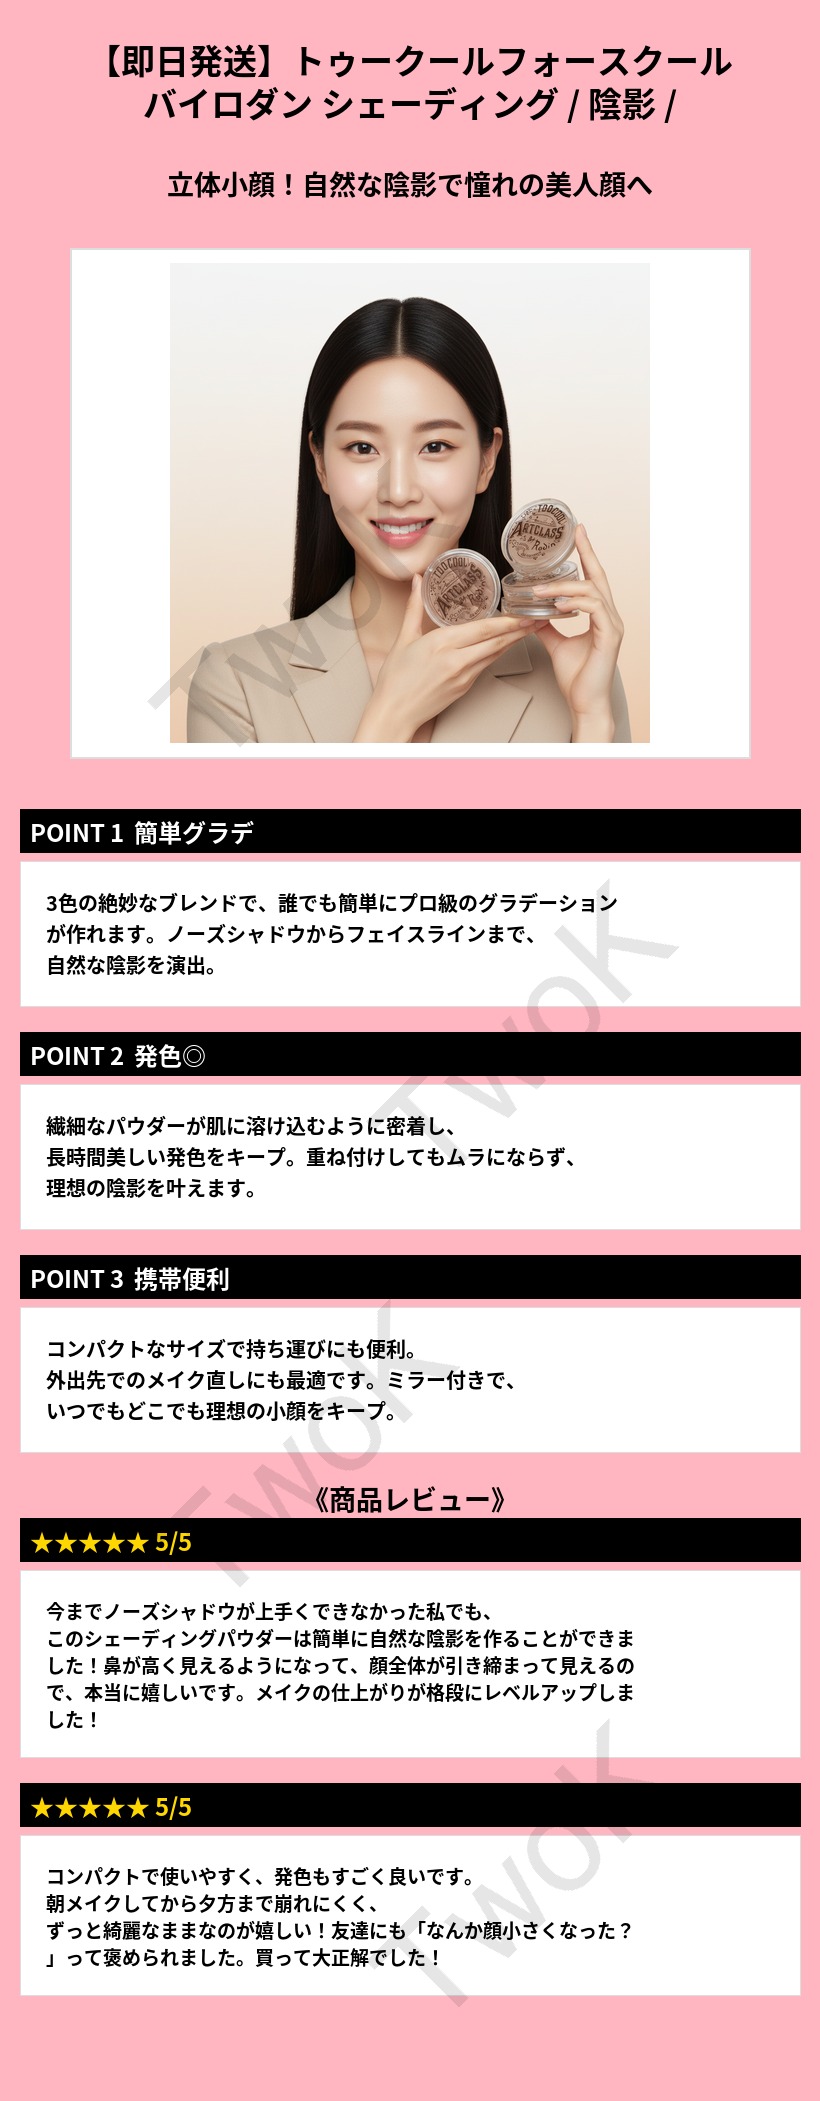 【即日発送】トゥークールフォースクール
バイロダン シェーディング / 陰影 /
立体小顔！自然な陰影で憧れの美人顔へ
TOOCOOL
ARTCLASS
by Rodin
TOOCOOL
ARTCLASS
by Rodin
TwoK
POINT 1 簡単グラデ
3色の絶妙なブレンドで、誰でも簡単にプロ級のグラデーション
が作れます。ノーズシャドウからフェイスラインまで、
自然な陰影を演出。
TwoK
POINT 2 発色◎
繊細なパウダーが肌に溶け込むように密着し、
長時間美しい発色をキープ。重ね付けしてもムラにならず、
理想の陰影を叶えます。
POINT 3 携帯便利
コンパクトなサイズで持ち運びにも便利。
外出先でのメイク直しにも最適です。ミラー付きで、
いつでもどこでも理想の小顔をキープ。
TwoK
《商品レビュー》
★★★★★ 5/5
今までノーズシャドウが上手くできなかった私でも、
このシェーディングパウダーは簡単に自然な陰影を作ることができま
した！鼻が高く見えるようになって、顔全体が引き締まって見えるの
で、本当に嬉しいです。メイクの仕上がりが格段にレベルアップしま
した！
★★★★★ 5/5
コンパクトで使いやすく、発色もすごく良いです。
朝メイクしてから夕方まで崩れにくく、
ずっと綺麗なままなのが嬉しい！友達にも「なんか顔小さくなった？
」って褒められました。買って大正解でした！
TwoK